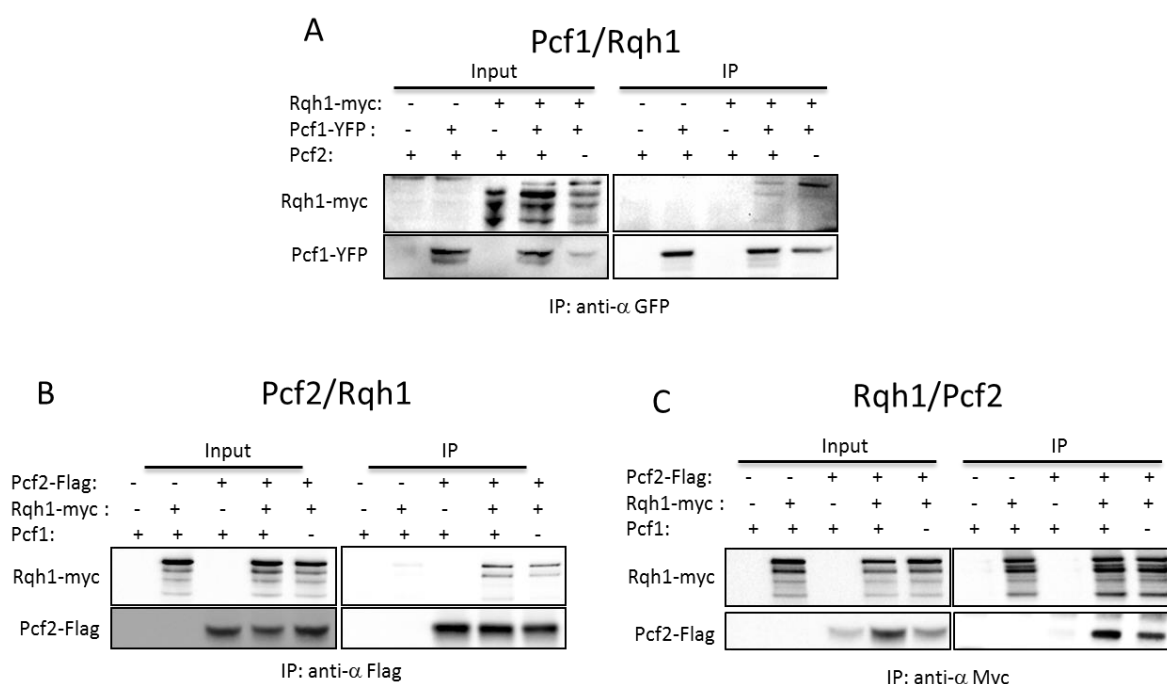 A
Pcf1/Rqh1
Input IP
Rqh1-myc: - - + + + - - + + +
Pcf1-YFP : - + - + + - + - + +
Pcf2: + + + + - + + + + -
Rqh1-myc
Pcf1-YFP
IP: anti-α GFP
B
Pcf2/Rqh1
Input IP
Pcf2-Flag: - - + + + - - + + +
Rqh1-myc : - + - + + - + - + +
Pcf1: + + + + - + + + + -
Rqh1-myc
Pcf2-Flag
IP: anti-α Flag
C
Rqh1/Pcf2
Input IP
Pcf2-Flag: - - + + + - - + + +
Rqh1-myc : - + - + + - + - + +
Pcf1: + + + + - + + + + -
Rqh1-myc
Pcf2-Flag
IP: anti-α Myc